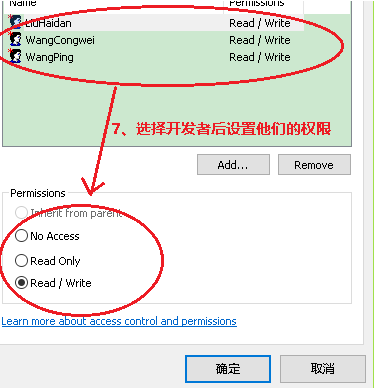 Name Permissions
LiuHaidan Read / Write
WangCongwei Read / Write
WangPing Read / Write
7、选择开发者后设置他们的权限
Add... Remove
Permissions
Inherit from parent
No Access
Read Only
Read / Write
Learn more about access control and permissions
确定 取消